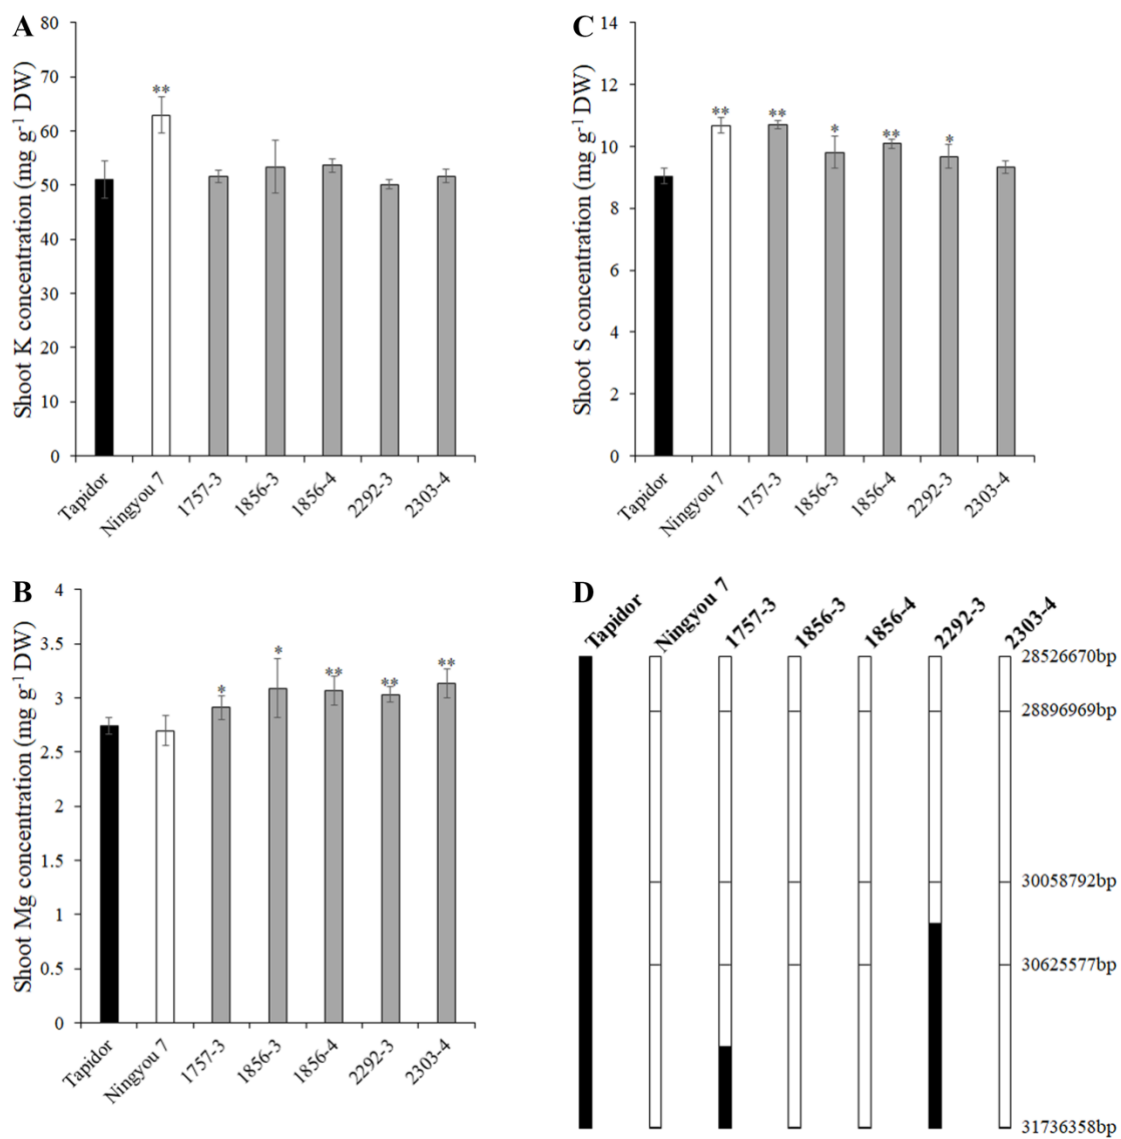 A
Shoot K concentration (mg g-1 DW)
80
70
60
50
40
30
20
10
0
**
Tapidor
Ningyou 7
1757-3
1856-3
1856-4
2292-3
2303-4
C
Shoot S concentration (mg g-1 DW)
14
12
10
8
6
4
2
0
**
**
*
**
*
Tapidor
Ningyou 7
1757-3
1856-3
1856-4
2292-3
2303-4
B
Shoot Mg concentration (mg g-1 DW)
4
3.5
3
2.5
2
1.5
1
0.5
0
*
*
**
**
**
Tapidor
Ningyou 7
1757-3
1856-3
1856-4
2292-3
2303-4
D
Tapidor
Ningyou 7
1757-3
1856-3
1856-4
2292-3
2303-4
28526670bp
28896969bp
30058792bp
30625577bp
31736358bp